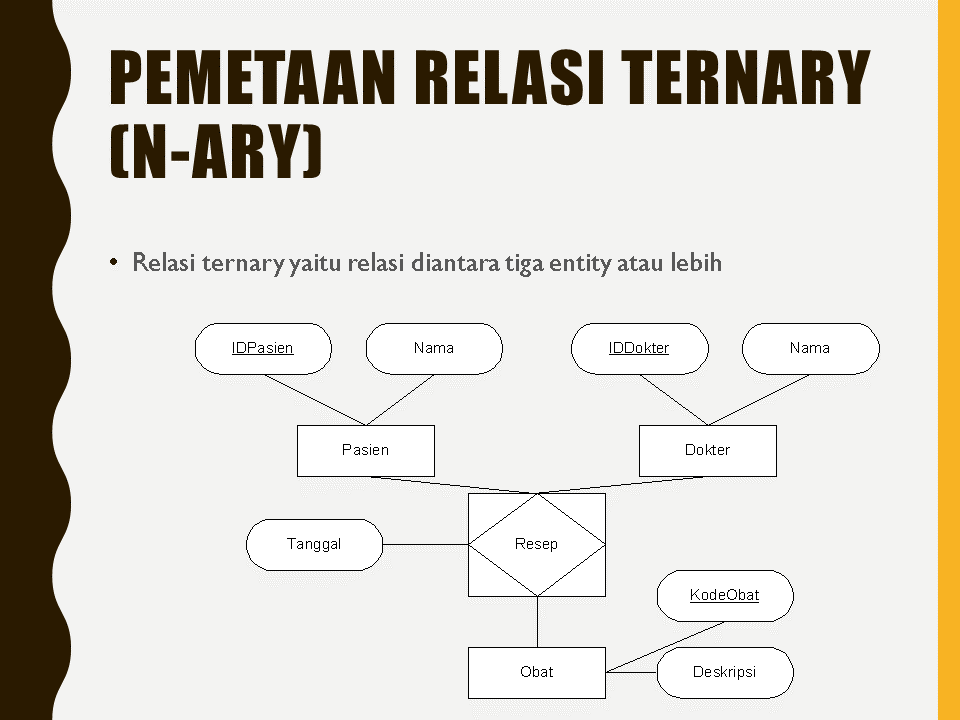 PEMETAAN RELASI TERNARY
(N-ARY)
• Relasi ternary yaitu relasi diantara tiga entity atau lebih
IDPasien
Nama
IDDokter
Nama
Pasien
Dokter
Tanggal
Resep
KodeObat
Obat
Deskripsi